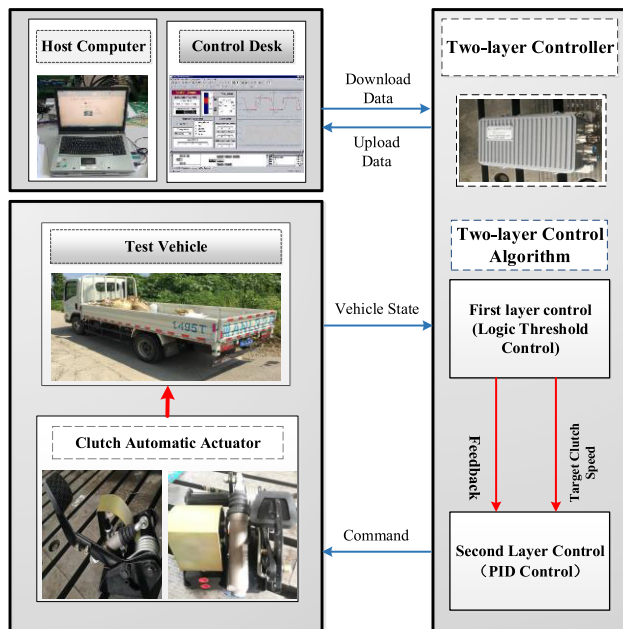 Host Computer
Control Desk
Download
Data
Upload
Data
Two-layer Controller
Two-layer Control
Algorithm
Test Vehicle
Vehicle State
First layer control
(Logic Threshold
Control)
Clutch Automatic Actuator
Feedback
Target Clutch
Speed
Command
Second Layer Control
（PID Control）